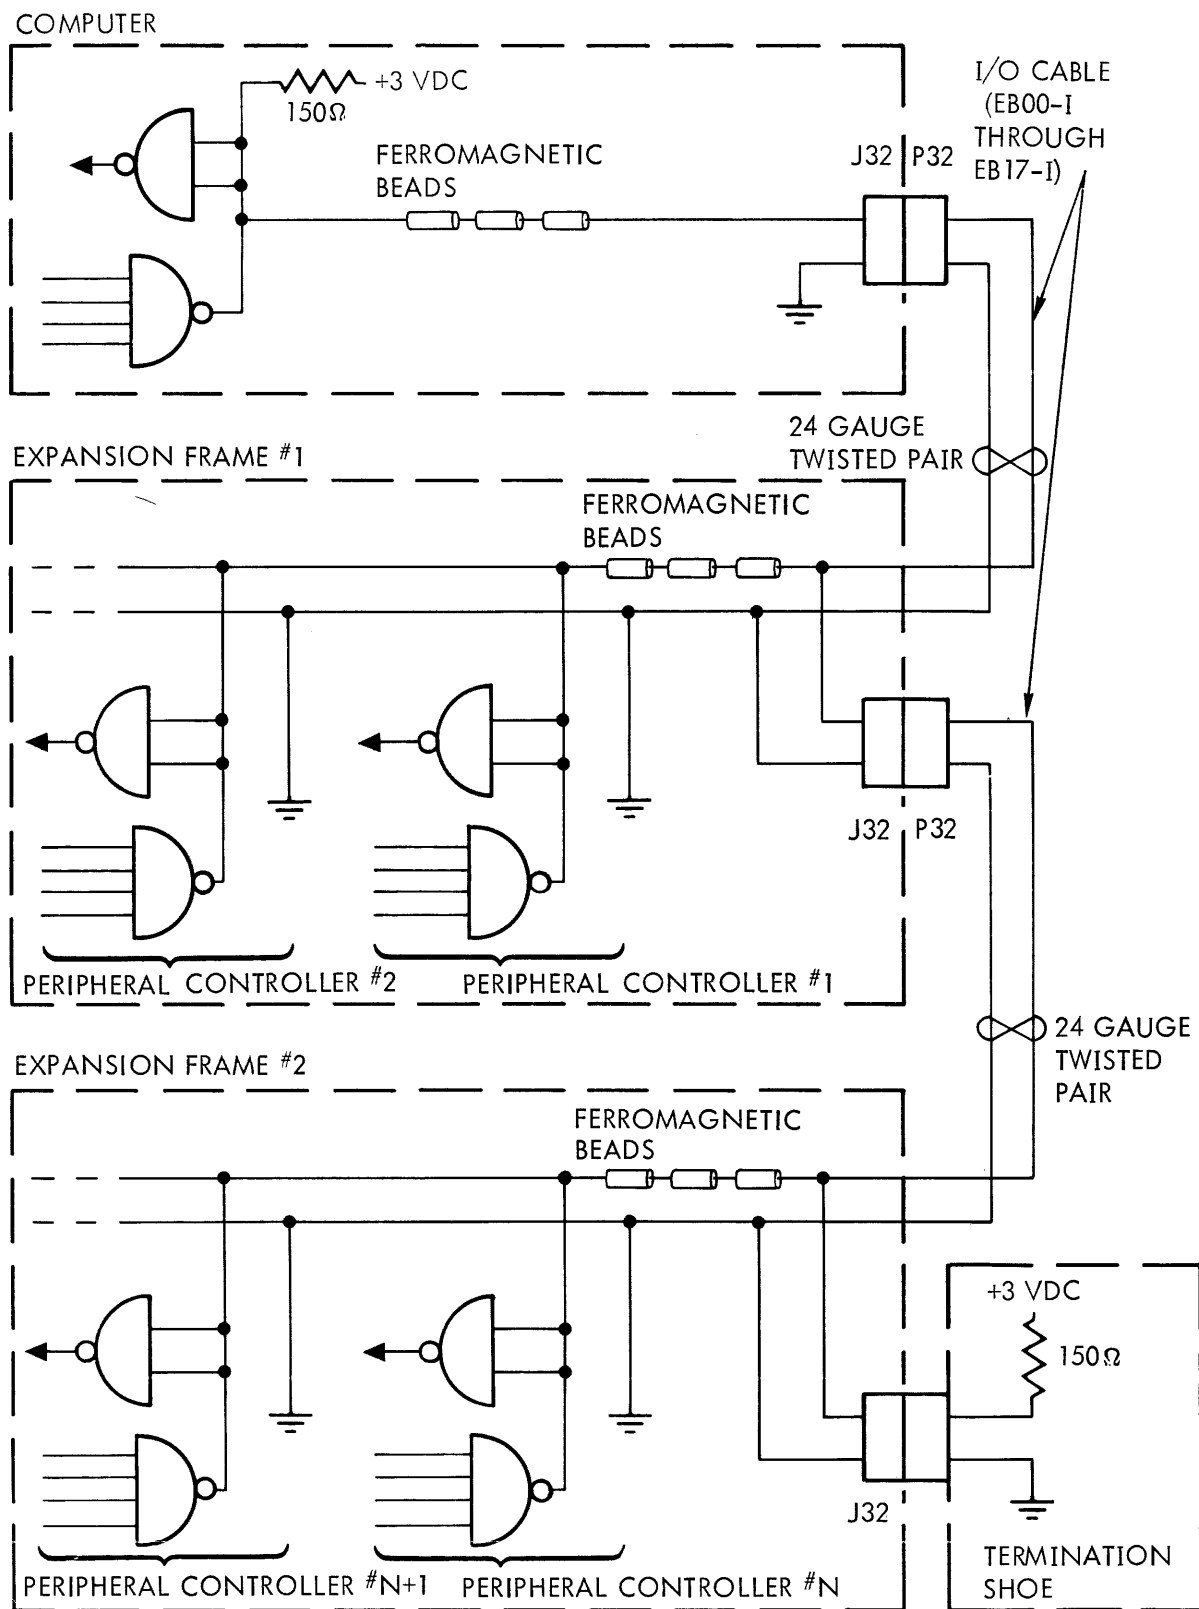 COMPUTER
+3 VDC
150Ω
FERROMAGNETIC
BEADS
J32 P32
I/O CABLE
(EB00-I
THROUGH
EB17-I)
24 GAUGE
TWISTED PAIR
EXPANSION FRAME #1
FERROMAGNETIC
BEADS
J32 P32
PERIPHERAL CONTROLLER #2
PERIPHERAL CONTROLLER #1
24 GAUGE
TWISTED
PAIR
EXPANSION FRAME #2
FERROMAGNETIC
BEADS
+3 VDC
150Ω
J32
PERIPHERAL CONTROLLER #N+1
PERIPHERAL CONTROLLER #N
TERMINATION
SHOE